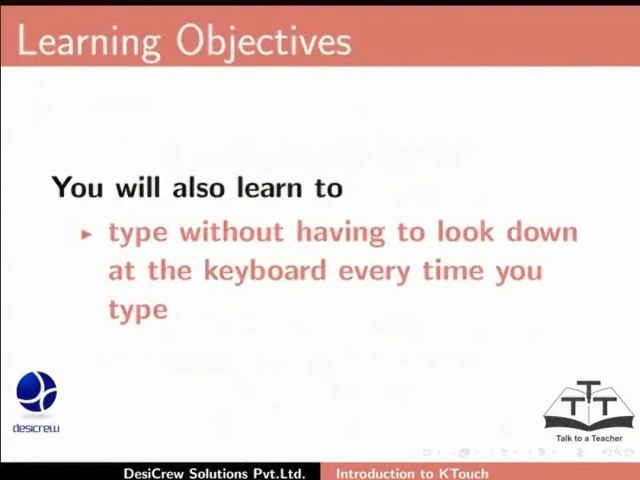 Learning Objectives
You will also learn to
type without having to look down
at the keyboard every time you
type
desicrew
T
T T
Talk to a Teacher
DesiCrew Solutions Pvt.Ltd. Introduction to KTouch